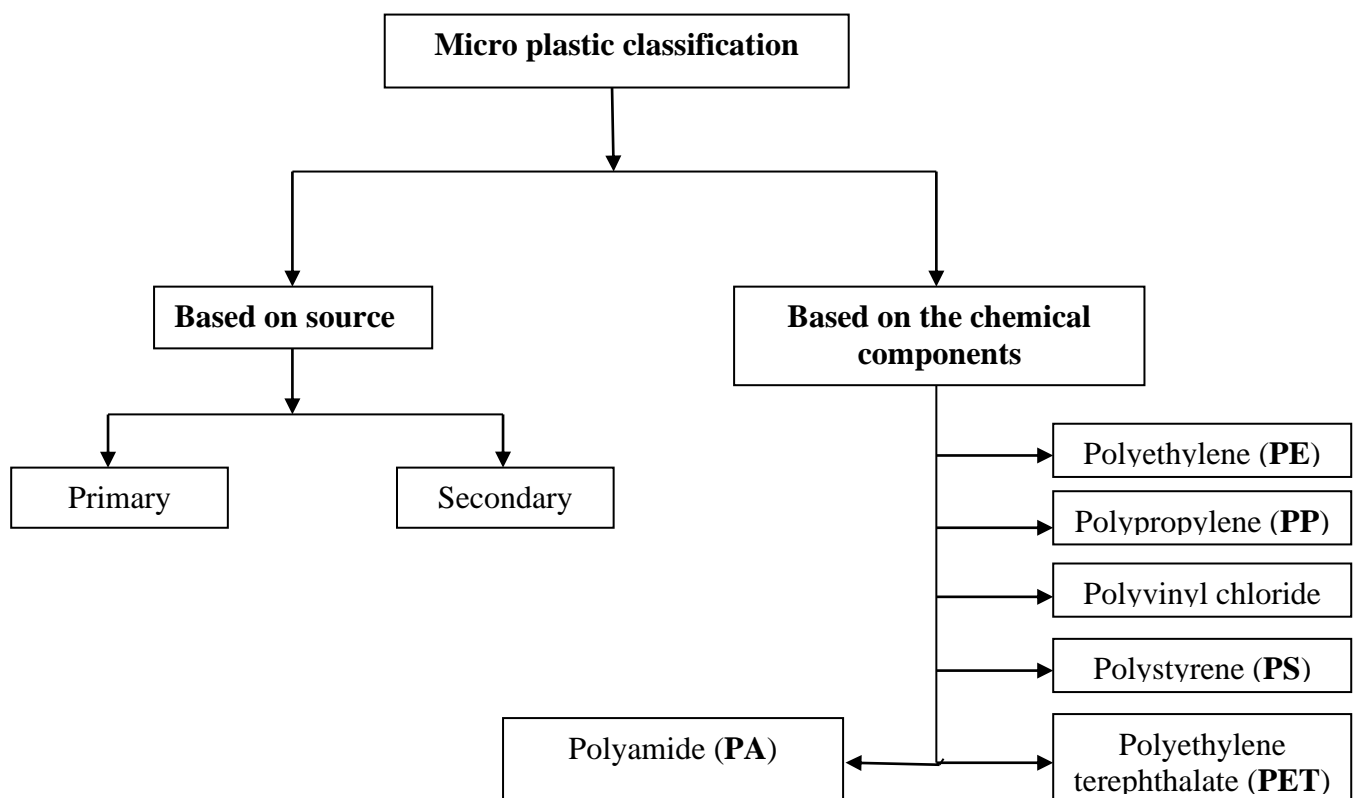 Micro plastic classification
Based on source
Based on the chemical
components
Primary
Secondary
Polyethylene (PE)
Polypropylene (PP)
Polyvinyl chloride
Polystyrene (PS)
Polyamide (PA)
Polyethylene
terephthalate (PET)